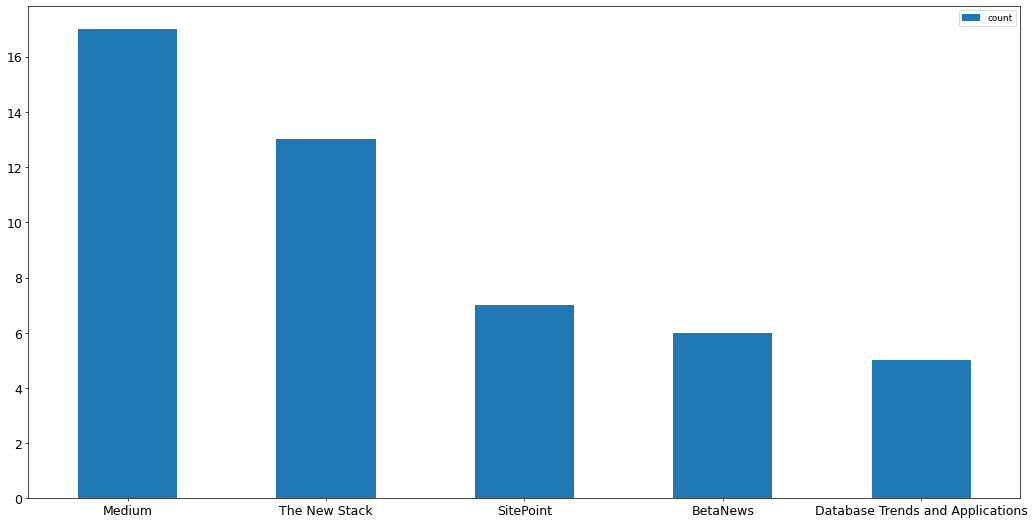 count
16
14
12
10
8
6
4
2
0
Medium
The New Stack
SitePoint
BetaNews
Database Trends and Applications